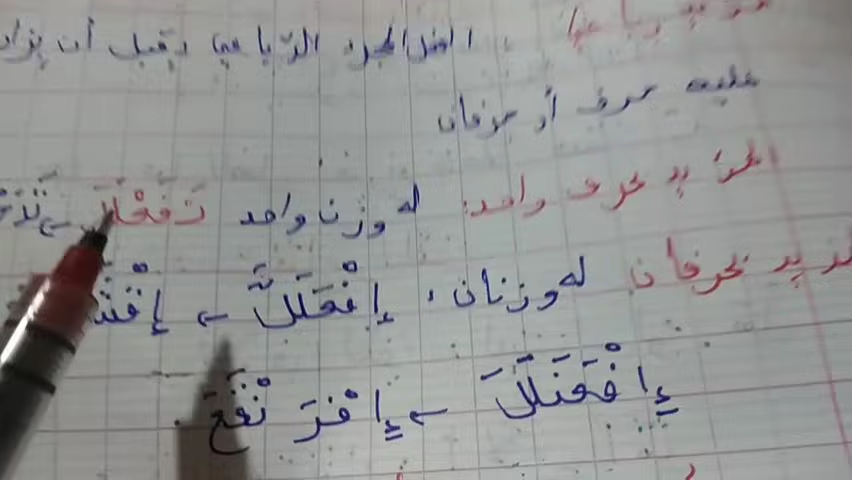 الفعل المجرد الرباعي يقبل أن يزاد
عليه حرف أو حرفان
المزيد بحرف واحد: له وزن واحد تَفَعْلَلَ ←
المزيد بحرفان له وزنان: إِفْعَلَلَّ ←
إِفْعَنْلَلَ ← إِفْرَنْقَعَ